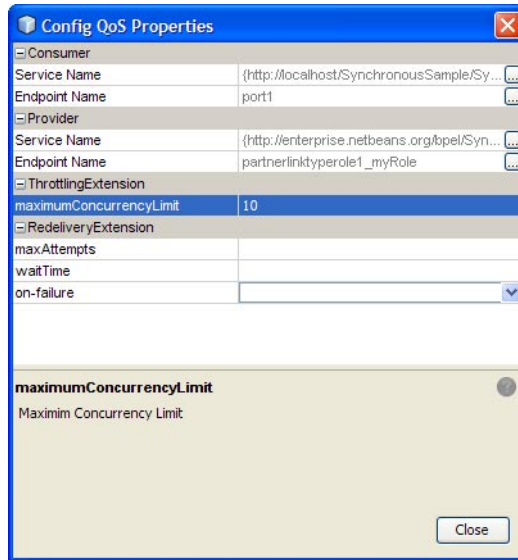 Config QoS Properties
Consumer
Service Name {http://localhost/SynchronousSample/Sy... ...
Endpoint Name port1 ...
Provider
Service Name {http://enterprise.netbeans.org/bpel/Syn... ...
Endpoint Name partnerlinktyperole1_myRole ...
ThrottlingExtension
maximumConcurrencyLimit 10
RedeliveryExtension
maxAttempts
waitTime
on-failure
maximumConcurrencyLimit ?
Maximim Concurrency Limit
Close